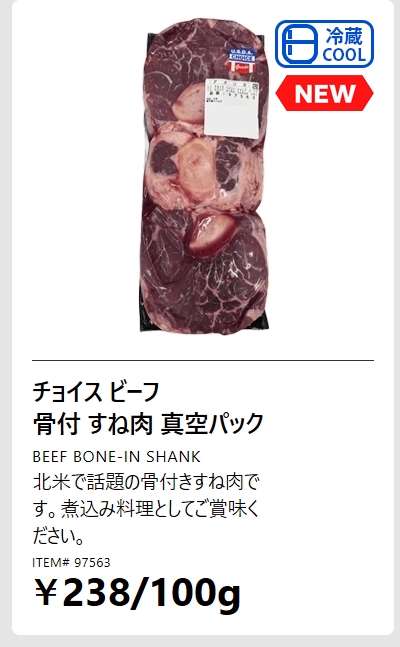 冷蔵
COOL
NEW
U.S.D.A.
CHOICE
チョイス ビーフ
骨付 すね肉 真空パック
BEEF BONE-IN SHANK
北米で話題の骨付きすね肉で
す。煮込み料理としてご賞味く
ださい。
ITEM# 97563
￥238/100g